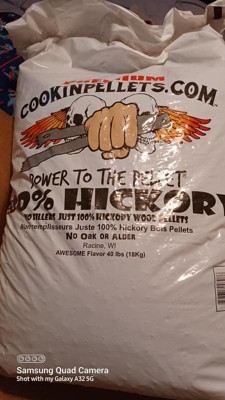 PREMIUM
COOKINPELLETS.COM
POWER TO THE PELLET
100% HICKORY
NO FILLERS JUST 100% HICKORY WOOD PELLETS
Juste 100% Hickory Bois Pellets
No Oak or Alder
Racine, WI
AWESOME Flavor 40 lbs (18Kg)
Samsung Quad Camera
Shot with my Galaxy A32 5G